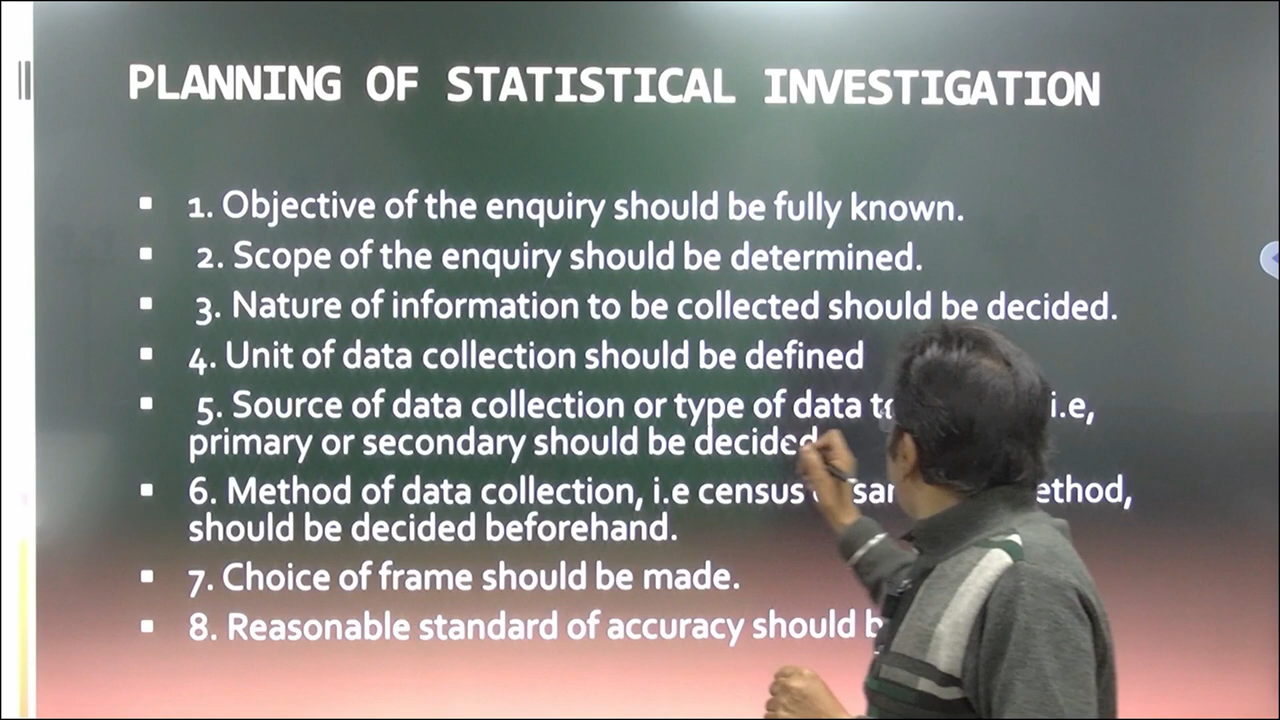 PLANNING OF STATISTICAL INVESTIGATION
▪ 1. Objective of the enquiry should be fully known.
▪ 2. Scope of the enquiry should be determined.
▪ 3. Nature of information to be collected should be decided.
▪ 4. Unit of data collection should be defined
▪ 5. Source of data collection or type of data i.e,
primary or secondary should be decided
▪ 6. Method of data collection, i.e census
should be decided beforehand.
▪ 7. Choice of frame should be made.
▪ 8. Reasonable standard of accuracy should